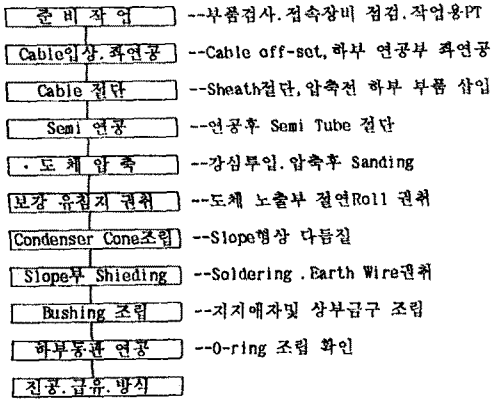 준비작업 --부품검사.접속장비 점검.작업용PT
Cable입상.콱연공 --Cable off-set,하부 연공부 콱연공
Cable 절단 --Sheath절단,압축전 하부 부품 삽입
Semi 연공 --연공후 Semi Tube 절단
·도체압축 --강심투입.압축후 Sanding
보강 유침지 권취 --도체 노출부 절연Roll 권취
Condenser Cone조립 --Slope형상 다듬질
Slope부 Shieding --Soldering .Earth Wire권취
Bushing 조립 --지지애자및 상부금구 조립
하부동관 연공 --O-ring 조립 확인
진공.급유.방식